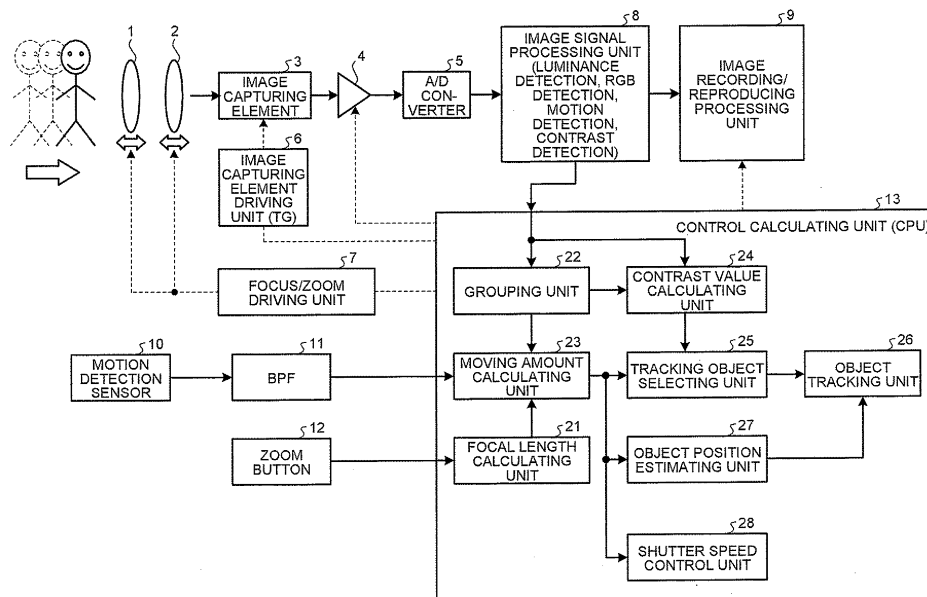 1
2
3
IMAGE
CAPTURING
ELEMENT
4
5
A/D
CON-
VERTER
8
IMAGE SIGNAL
PROCESSING UNIT
(LUMINANCE
DETECTION, RGB
DETECTION,
MOTION
DETECTION,
CONTRAST
DETECTION)
9
IMAGE
RECORDING/
REPRODUCING
PROCESSING
UNIT
6
IMAGE
CAPTURING
ELEMENT
DRIVING
UNIT (TG)
13
CONTROL CALCULATING UNIT (CPU)
7
FOCUS/ZOOM
DRIVING UNIT
22
GROUPING UNIT
24
CONTRAST VALUE
CALCULATING
UNIT
10
MOTION
DETECTION
SENSOR
11
BPF
23
MOVING AMOUNT
CALCULATING
UNIT
25
TRACKING OBJECT
SELECTING UNIT
26
OBJECT
TRACKING UNIT
12
ZOOM
BUTTON
21
FOCAL LENGTH
CALCULATING
UNIT
27
OBJECT POSITION
ESTIMATING UNIT
28
SHUTTER SPEED
CONTROL UNIT